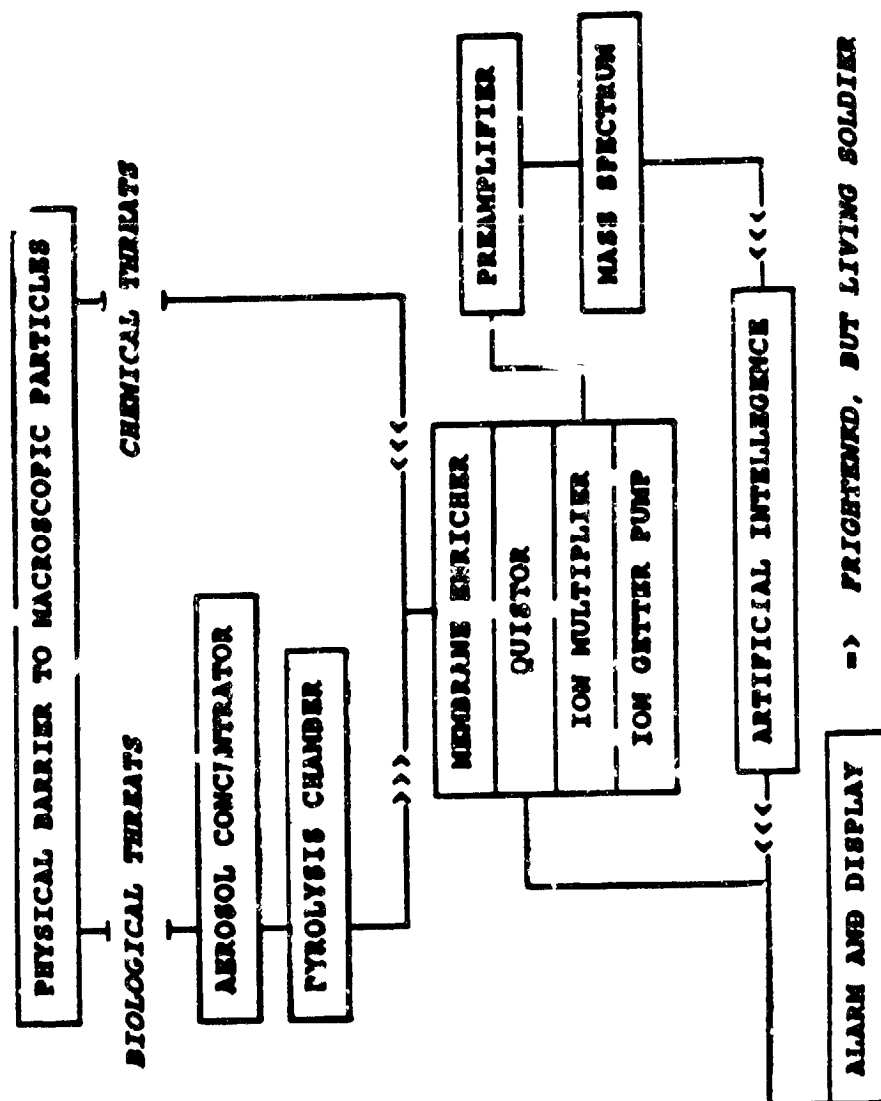 PHYSICAL BARRIER TO MACROSCOPIC PARTICLES
BIOLOGICAL THREATS
CHEMICAL THREATS
AEROSOL CONCENTRATOR
PYROLYSIS CHAMBER
>>>
<<<
MEMBRANE ENRICHER
QUISTOR
ION MULTIPLIER
ION GETTER PUMP
PREAMPLIFIER
MASS SPECTRUM
<<<
ARTIFICIAL INTELLEGENCE
<<<
ALARM AND DISPLAY
=> FRIGHTENED, BUT LIVING SOLDIER